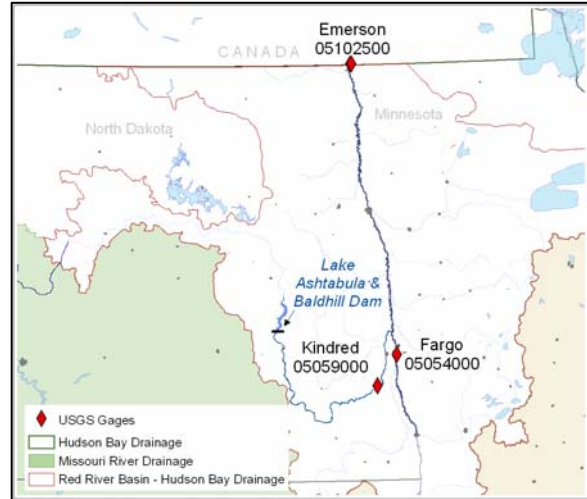 Emerson
05102500
CANADA
North Dakota
Minnesota
Lake
Ashtabula &
Baldhill Dam
Kindred
05059000
Fargo
05054000
USGS Gages
Hudson Bay Drainage
Missouri River Drainage
Red River Basin - Hudson Bay Drainage